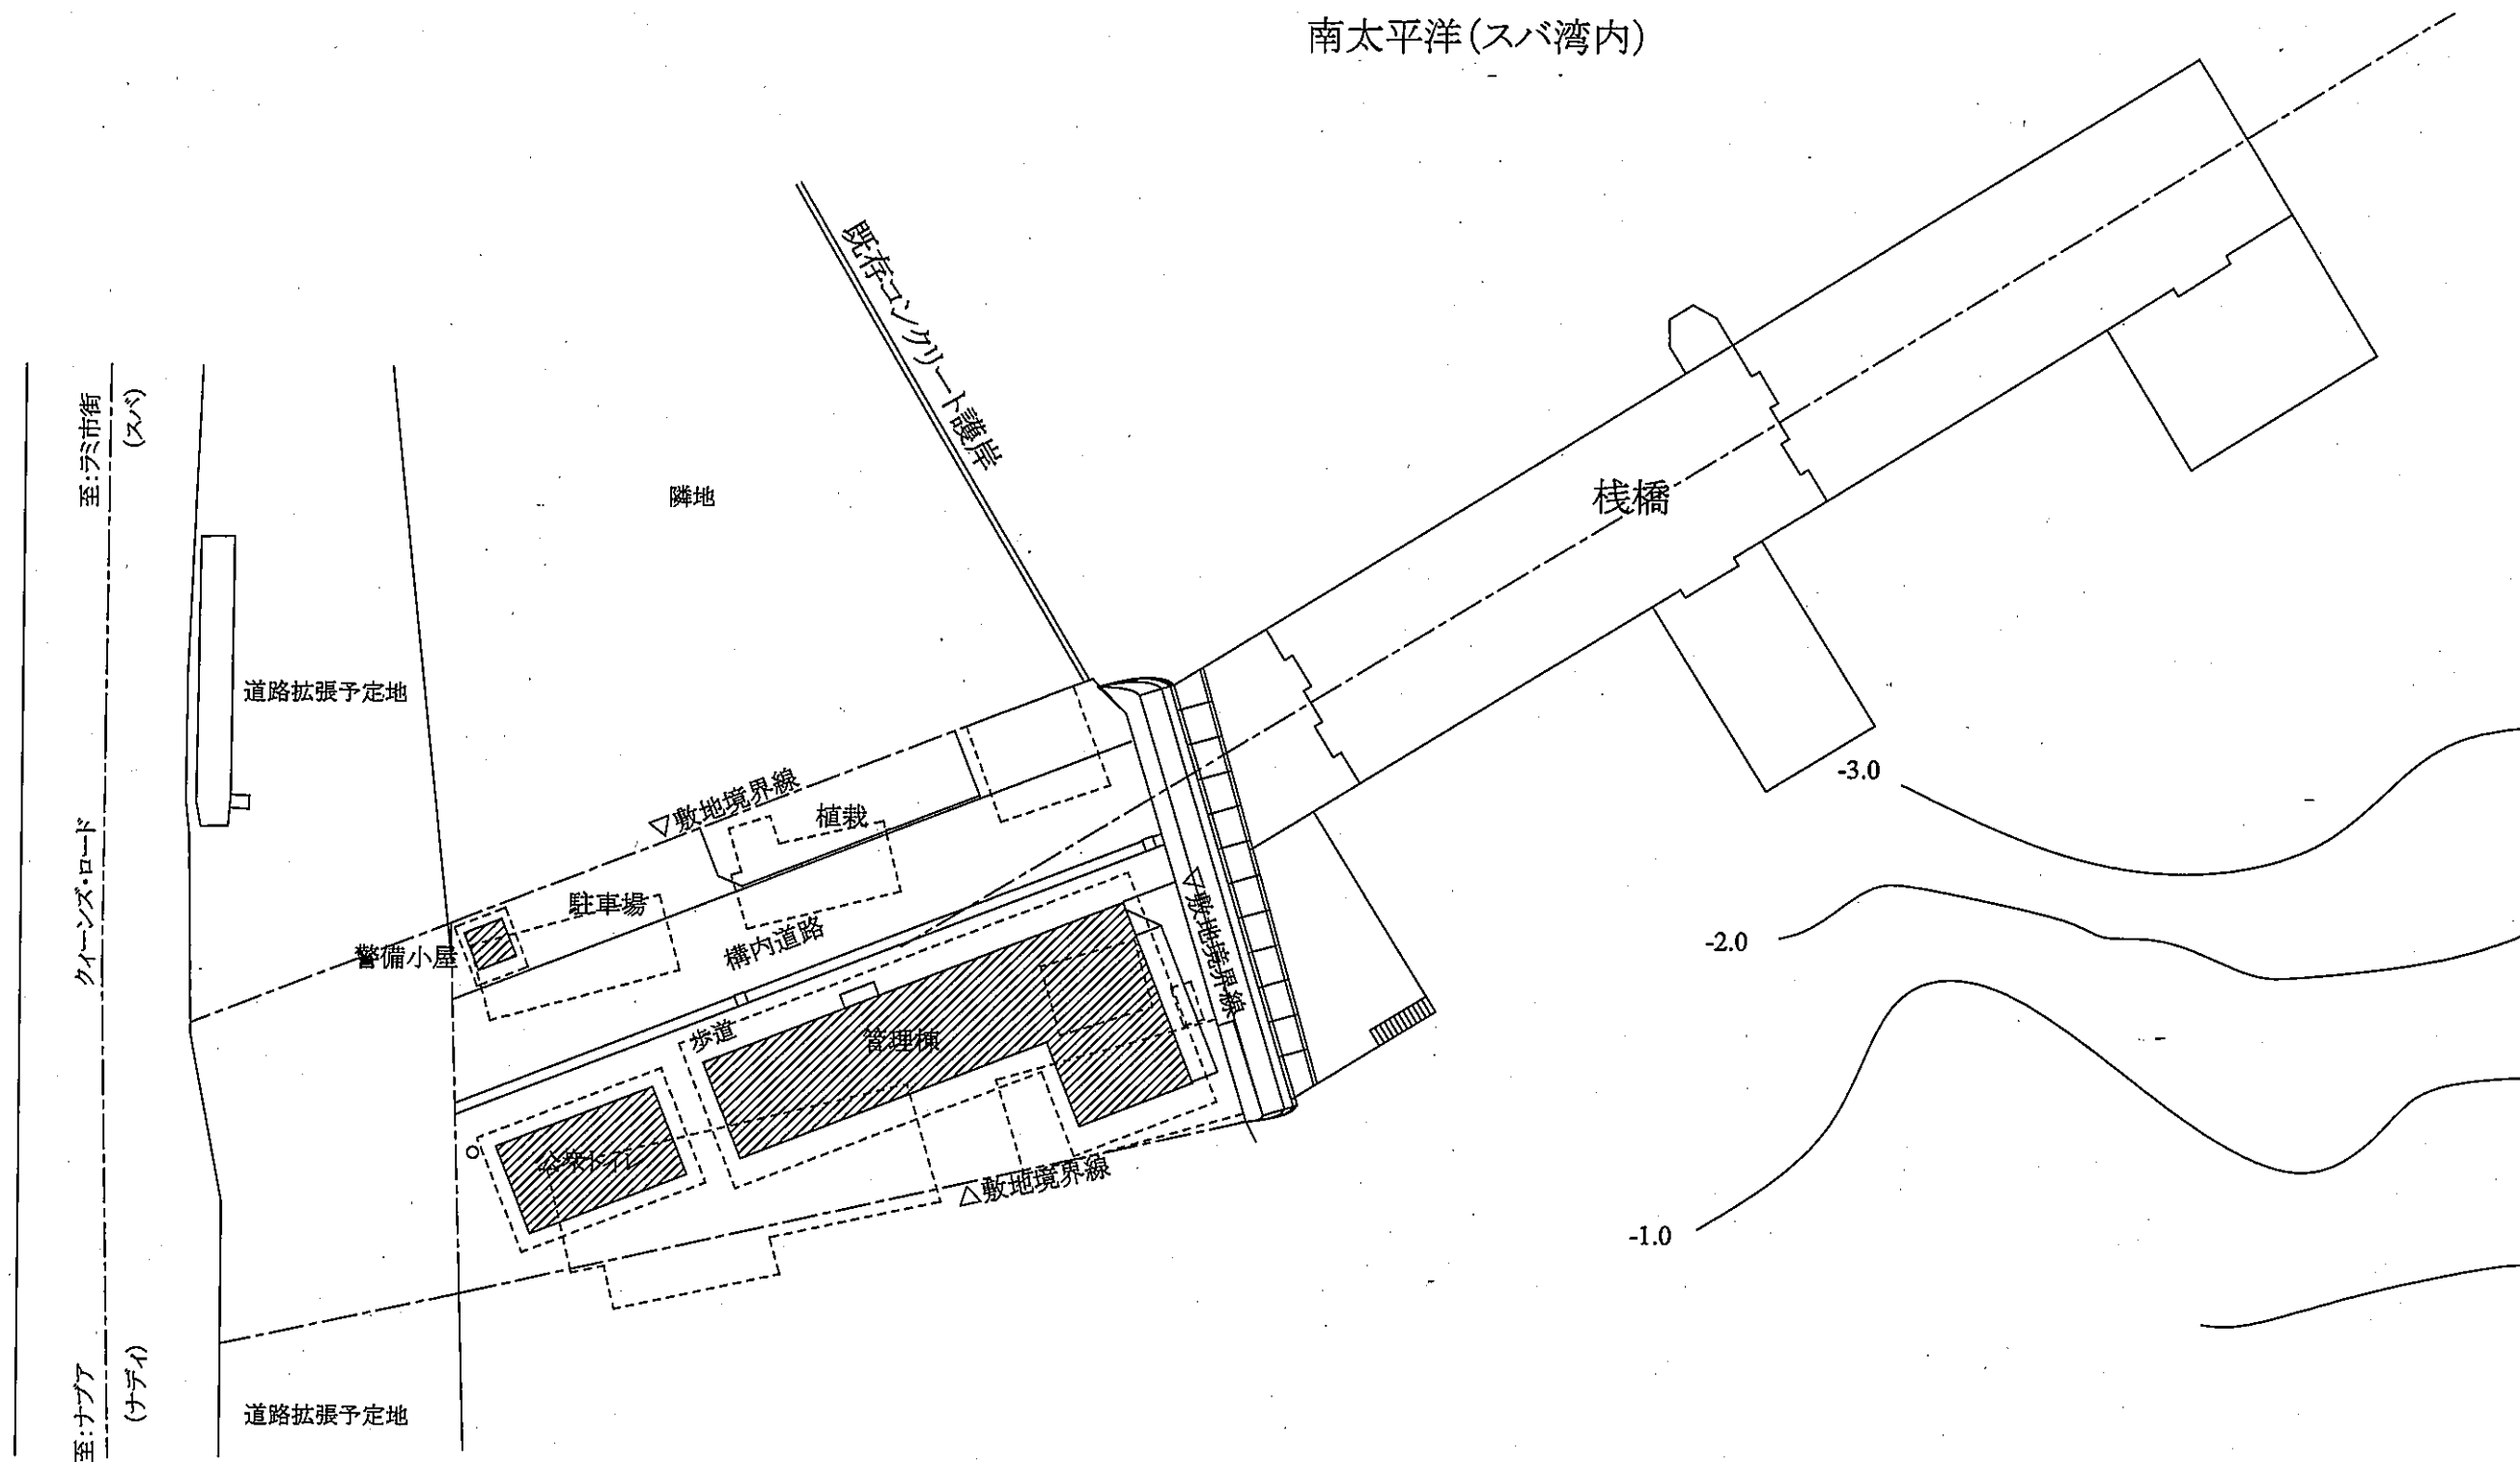 南太平洋(スバ湾内)
既存コンクリート護岸
至:ラミ市街
(スバ)
隣地
桟橋
道路拡張予定地
-3.0
▽敷地境界線
植栽
クィーンズ・ロード
駐車場
▽敷地境界線
構内道路
警備小屋
-2.0
歩道
管理棟
公衆トイレ
△敷地境界線
-1.0
至:ナブア
(ナディ)
道路拡張予定地